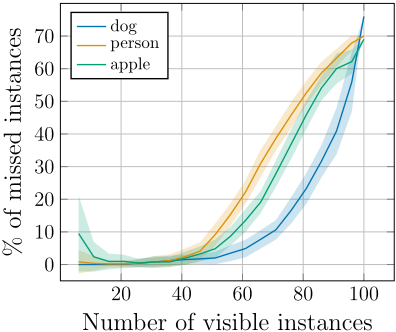 dog
person
apple
70
60
50
40
30
20
10
0
% of missed instances
20 40 60 80 100
Number of visible instances